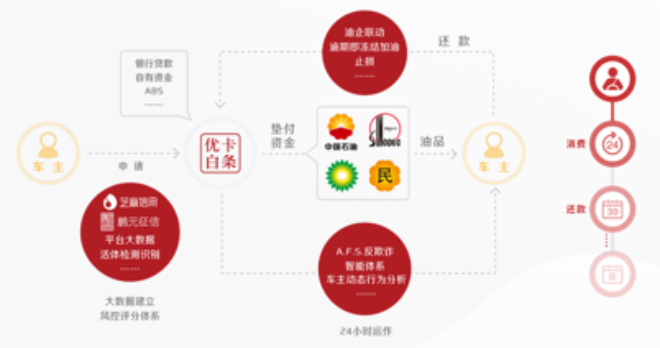 油企联动
逾期即冻结加油
止损
……
还 款
银行贷款
自有资金
ABS
……
车 主
申 请
优卡
白条
垫付
资金
中国石油
SINOPEC
民
油品
车 主
芝麻信用
鹏元征信
平台大数据
活体检测识别
……
大数据建立
风控评分体系
A.F.S.反欺诈
智能体系
车主动态行为分析
……
24小时运作
消费
24
还款
30